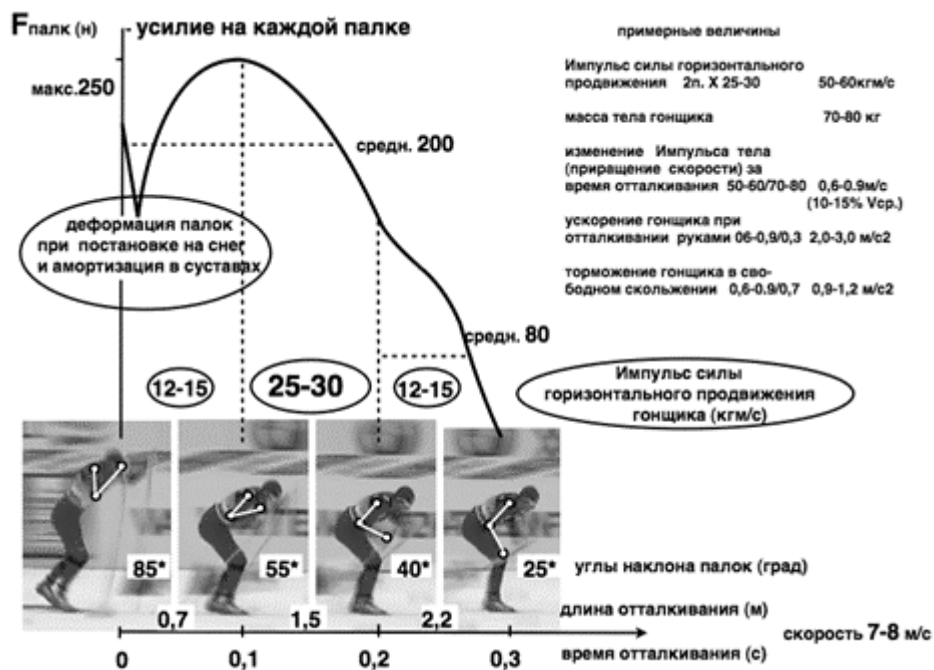 Fпалк (н) - усилие на каждой палке
макс.250
средн. 200
деформация палок
при постановке на снег
и амортизация в суставах
средн. 80
12-15
25-30
12-15
Импульс силы
горизонтального продвижения
гонщика (кгм/с)
примерные величины
Импульс силы горизонтального
продвижения 2п. X 25-30 50-60кгм/с
масса тела гонщика 70-80 кг
изменение Импульса тела
(приращение скорости) за
время отталкивания 50-60/70-80 0,6-0.9м/с
(10-15% Vср.)
ускорение гонщика при
отталкивании руками 06-0,9/0,3 2,0-3,0 м/с2
торможение гонщика в сво-
бодном скольжении 0,6-0.9/0,7 0,9-1,2 м/с2
85* 55* 40* 25* углы наклона палок (град)
0,7 1,5 2,2 длина отталкивания (м)
скорость 7-8 м/с
0 0,1 0,2 0,3 время отталкивания (с)